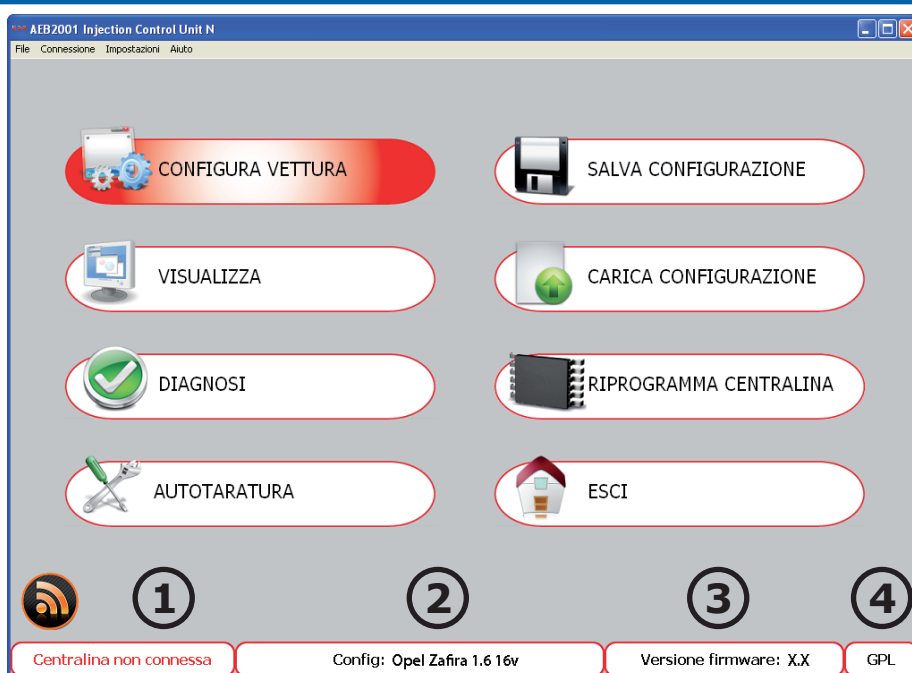 AEB2001 Injection Control Unit N
File Connessione Impostazioni Aiuto
CONFIGURA VETTURA
SALVA CONFIGURAZIONE
VISUALIZZA
CARICA CONFIGURAZIONE
DIAGNOSI
RIPROGRAMMA CENTRALINA
AUTOTARATURA
ESCI
1 2 3 4
Centralina non connessa Config: Opel Zafira 1.6 16v Versione firmware: X.X GPL